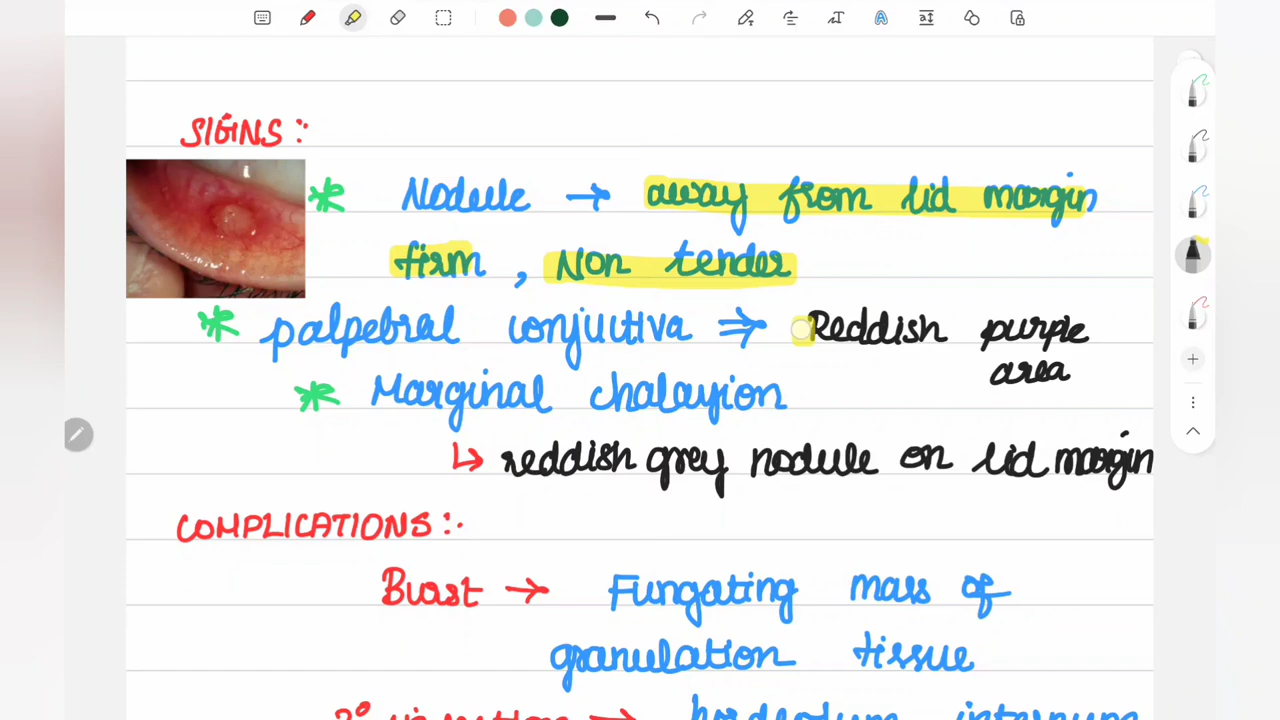 SIGNS :
* Nodule → away from lid margin
firm , Non tender
* palpebral conjuctiva ⇒ Reddish purple
area
* Marginal chalazion
↳ reddish grey nodule on lid margin
COMPLICATIONS :
Burst → Fungating mass of
granulation tissue
2°